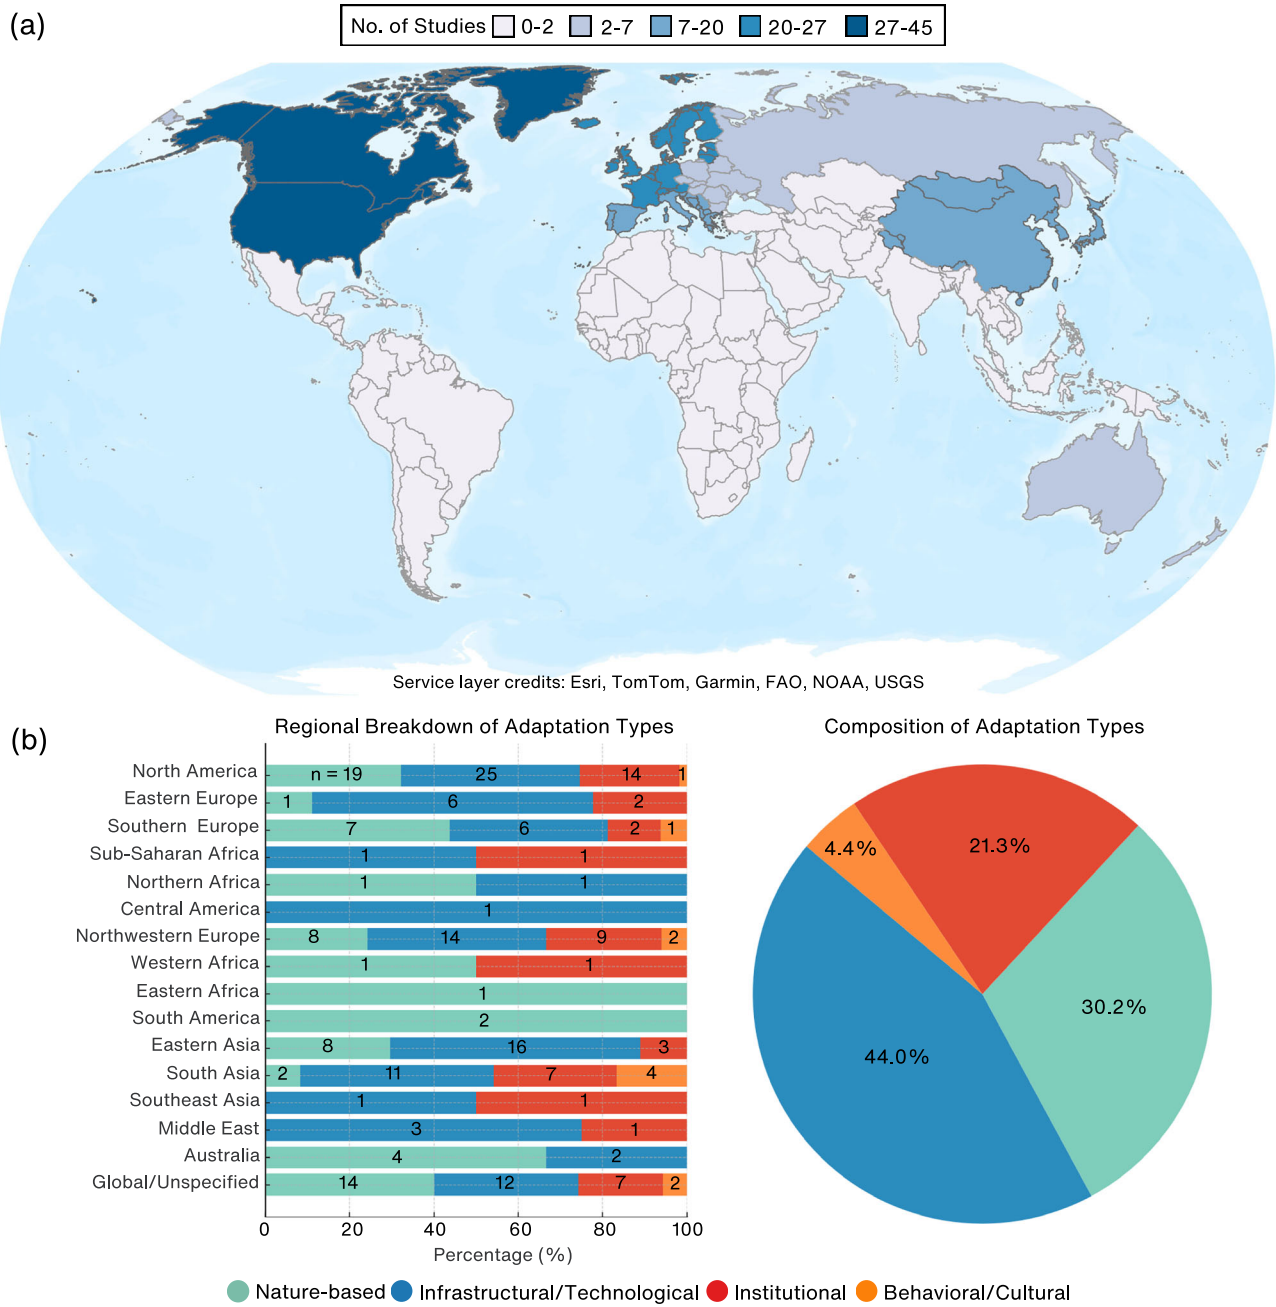 (a)
No. of Studies 0-2 2-7 7-20 20-27 27-45
Service layer credits: Esri, TomTom, Garmin, FAO, NOAA, USGS
(b)
Regional Breakdown of Adaptation Types
North America n = 19 25 14 1
Eastern Europe 1 6 2
Southern Europe 7 6 2 1
Sub-Saharan Africa 1 1
Northern Africa 1 1
Central America 1
Northwestern Europe 8 14 9 2
Western Africa 1 1
Eastern Africa 1
South America 2
Eastern Asia 8 16 3
South Asia 2 11 7 4
Southeast Asia 1 1
Middle East 3 1
Australia 4 2
Global/Unspecified 14 12 7 2
0 20 40 60 80 100
Percentage (%)
Composition of Adaptation Types
4.4%
21.3%
30.2%
44.0%
Nature-based Infrastructural/Technological Institutional Behavioral/Cultural